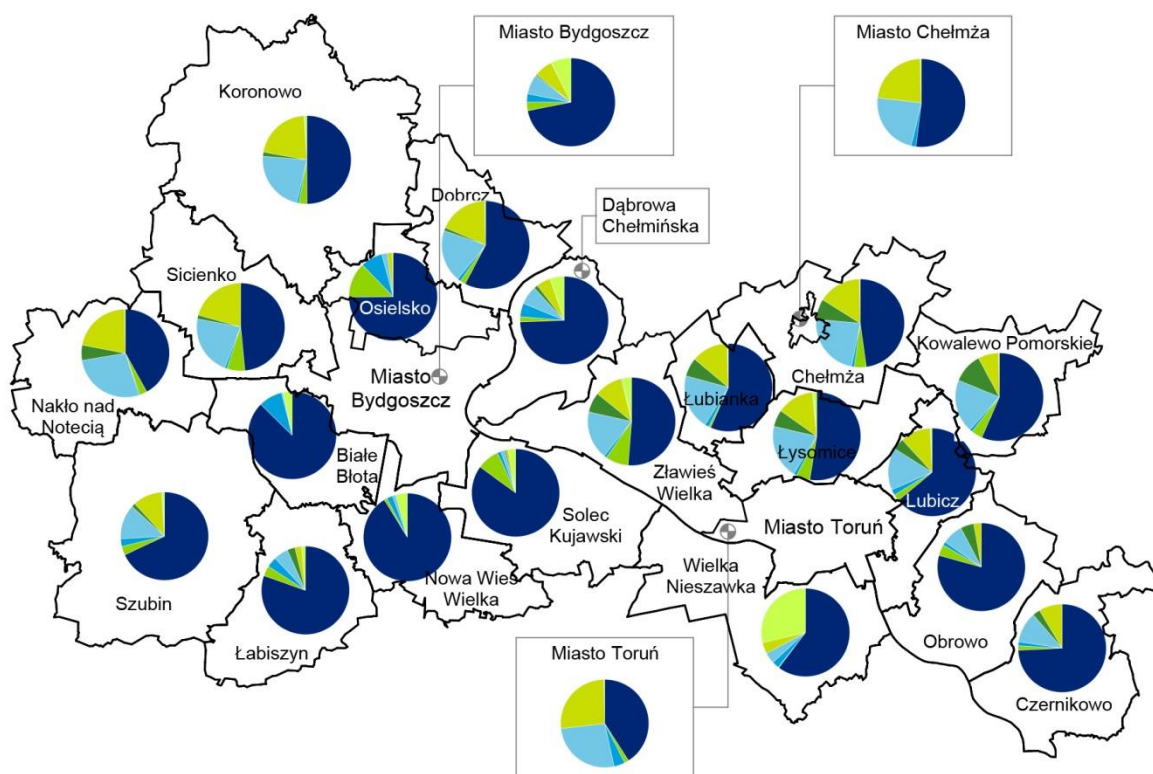 Miasto Bydgoszcz
Miasto Chełmża
Koronowo
Dobrcz
Dąbrowa
Chełmińska
Sicienko
Osielsko
Kowalewo Pomorskie
Miasto
Bydgoszcz
Chełmża
Łubianka
Nakło nad
Notecią
Białe
Błota
Łysomice
Zławieś
Wielka
Lubicz
Solec
Kujawski
Miasto Toruń
Wielka
Nieszawka
Nowa Wieś
Wielka
Szubin
Łabiszyn
Obrowo
Miasto Toruń
Czernikowo